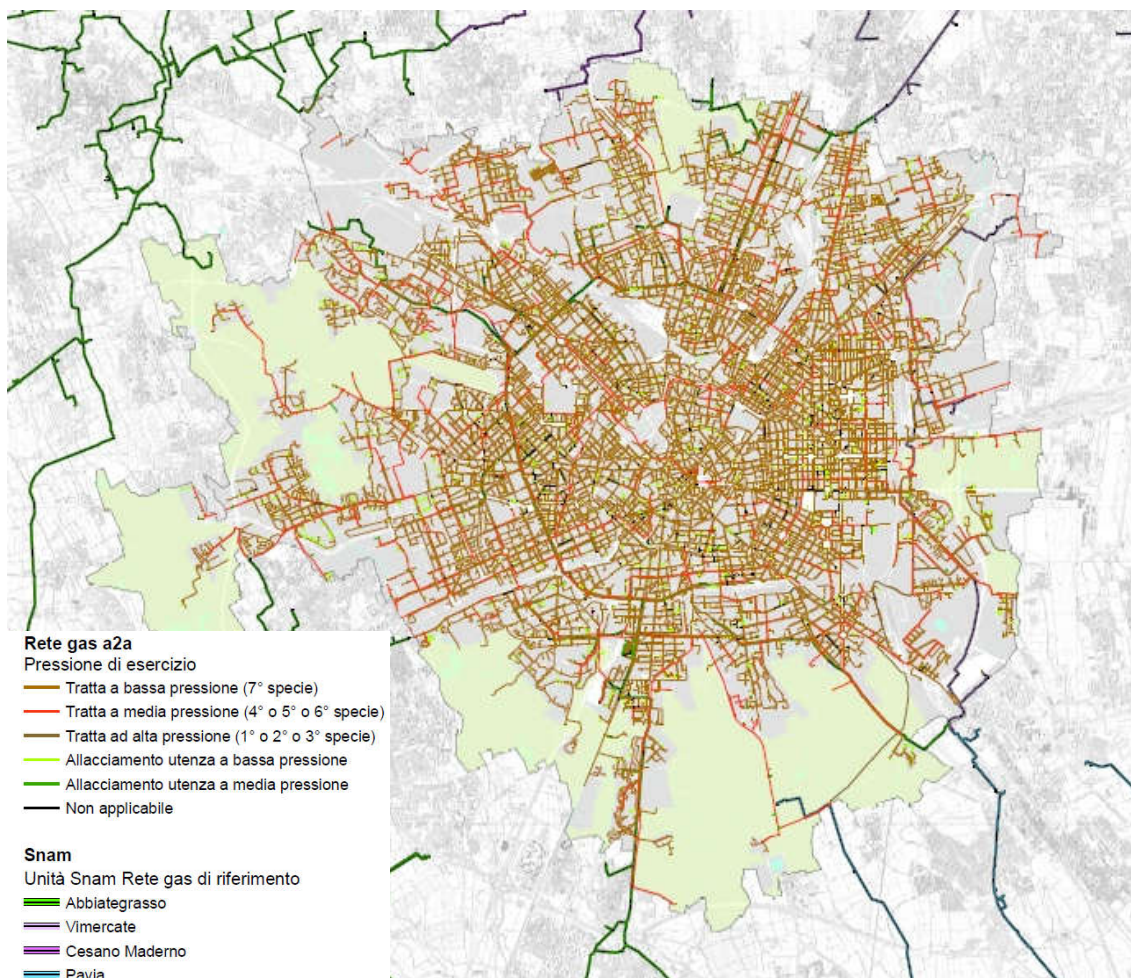 Rete gas a2a
Pressione di esercizio
Tratta a bassa pressione (7° specie)
Tratta a media pressione (4° o 5° o 6° specie)
Tratta ad alta pressione (1° o 2° o 3° specie)
Allacciamento utenza a bassa pressione
Allacciamento utenza a media pressione
Non applicabile
Snam
Unità Snam Rete gas di riferimento
Abbiategrasso
Vimercate
Cesano Maderno
Pavia